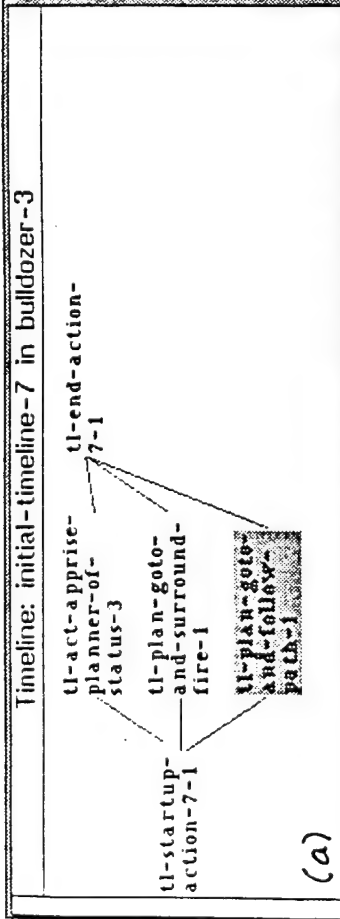 Timeline: initial-timeline-7 in bulldozer-3
tl-startup-
action-7-1
tl-act-apprise-
planner-of-
status-3
tl-plan-goto-
and-surround-
fire-1
tl-plan-goto-
and-follow-
path-1
tl-end-action-
7-1
(a)